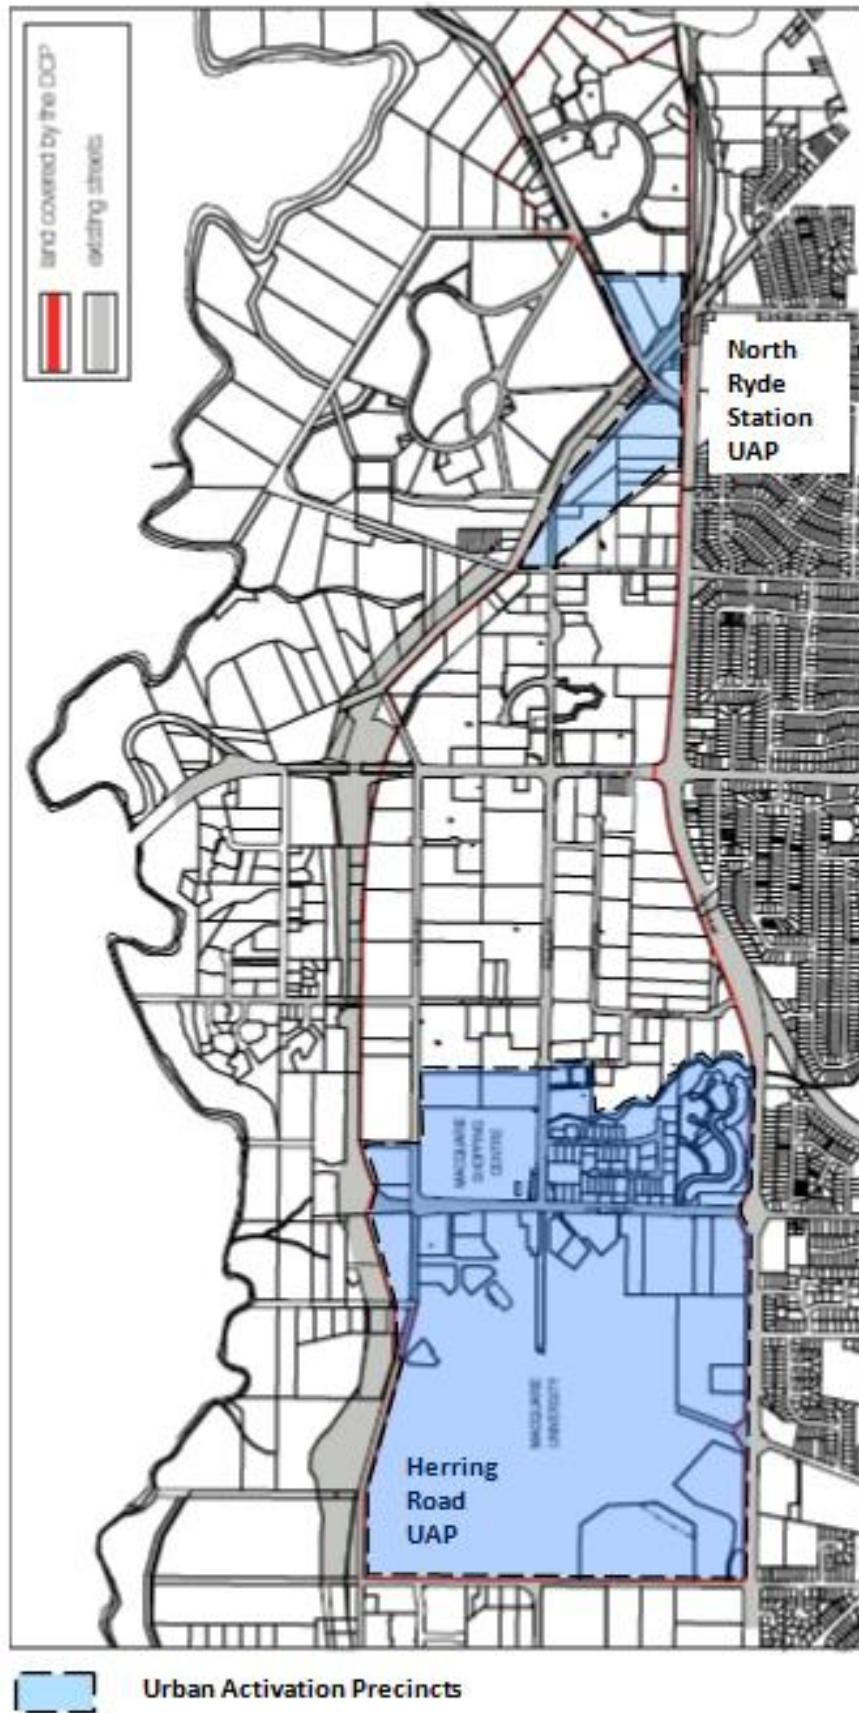 land covered by the DCP
existing streets
North
Ryde
Station
UAP
MACQUARIE
SHOPPING
CENTRE
MACQUARIE
UNIVERSITY
Herring
Road
UAP
Urban Activation Precincts